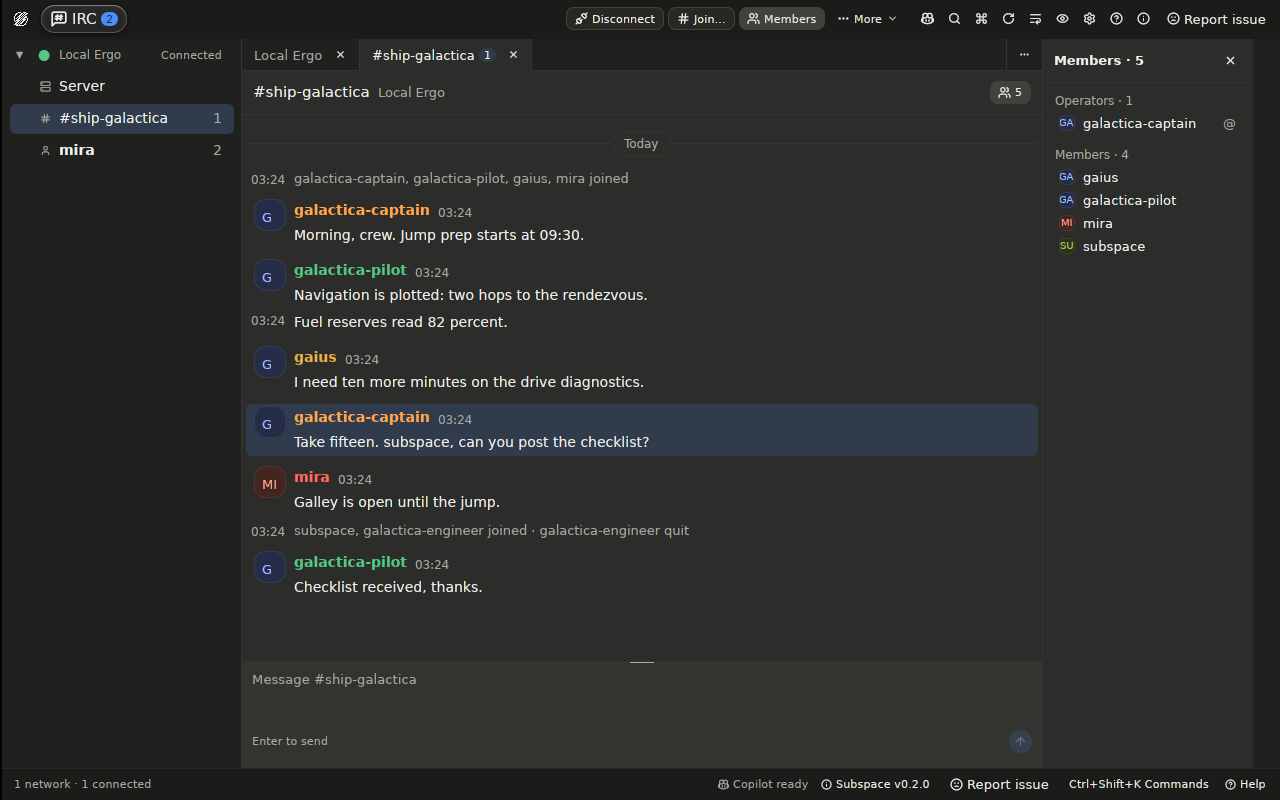 IRC 2 Disconnect Join... Members More Report issue
Local Ergo Connected
Server
#ship-galactica 1
mira 2
Local Ergo #ship-galactica 1
#ship-galactica Local Ergo 5
Today
03:24 galactica-captain, galactica-pilot, gaius, mira joined
G galactica-captain 03:24
Morning, crew. Jump prep starts at 09:30.
G galactica-pilot 03:24
Navigation is plotted: two hops to the rendezvous.
03:24 Fuel reserves read 82 percent.
G gaius 03:24
I need ten more minutes on the drive diagnostics.
G galactica-captain 03:24
Take fifteen. subspace, can you post the checklist?
MI mira 03:24
Galley is open until the jump.
03:24 subspace, galactica-engineer joined · galactica-engineer quit
G galactica-pilot 03:24
Checklist received, thanks.
Message #ship-galactica
Enter to send
Members · 5
Operators · 1
GA galactica-captain @
Members · 4
GA gaius
GA galactica-pilot
MI mira
SU subspace
1 network · 1 connected Copilot ready Subspace v0.2.0 Report issue Ctrl+Shift+K Commands Help